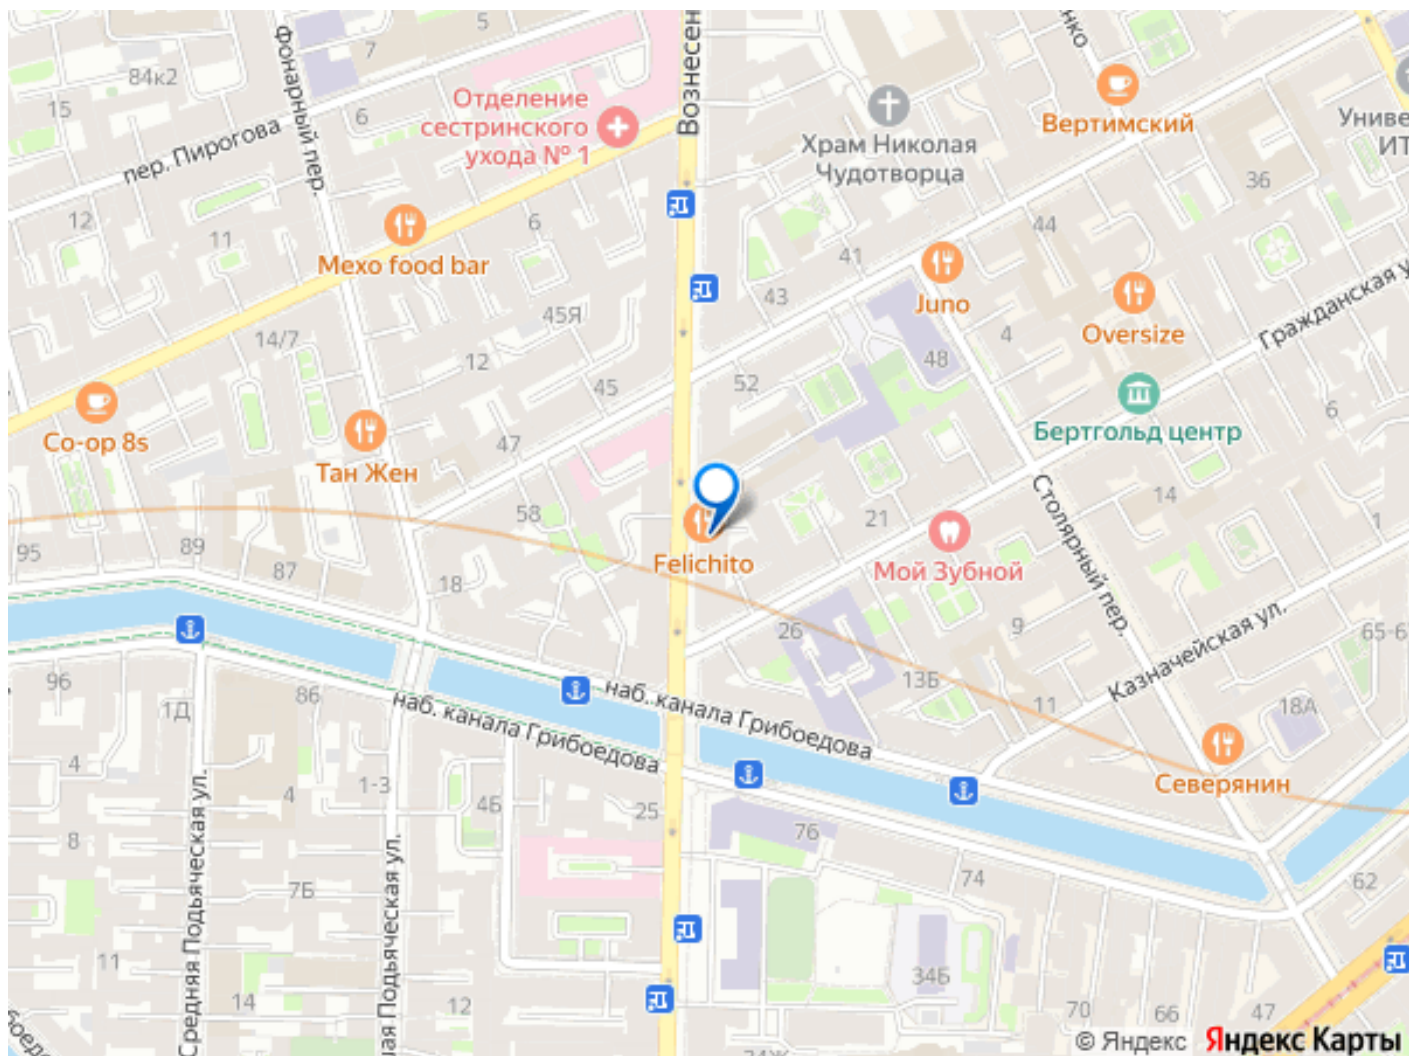 5
7
84к2
15
6
пер. Пирогова
Фонарный пер.
Отделение
сестринского
ухода № 1
Вознесен
нко
Вертимский
Униве
ИТ
Храм Николая
Чудотворца
36
12
11
6
44
41
Mexo food bar
43
Juno
Oversize
Гражданская у
45Я
14/7
12
4
48
45
52
6
Co-op 8s
Тан Жен
47
Бертгольд центр
58
21
14
1
Столярный пер.
Felichito
Мой Зубной
95
89
87
18
26
9
65-6
Казначейская ул.
96
1Д
86
13Б
11
18А
наб. канала Грибоедова
наб. канала Грибоедова
Северянин
4
4
1-3
4Б
25
76
8
7Б
74
62
Средняя Подьяческая ул.
шая Подьяческая ул.
11
14
12
34Б
70
66
47
боедо
34Ж
© Яндекс
Яндекс Карты